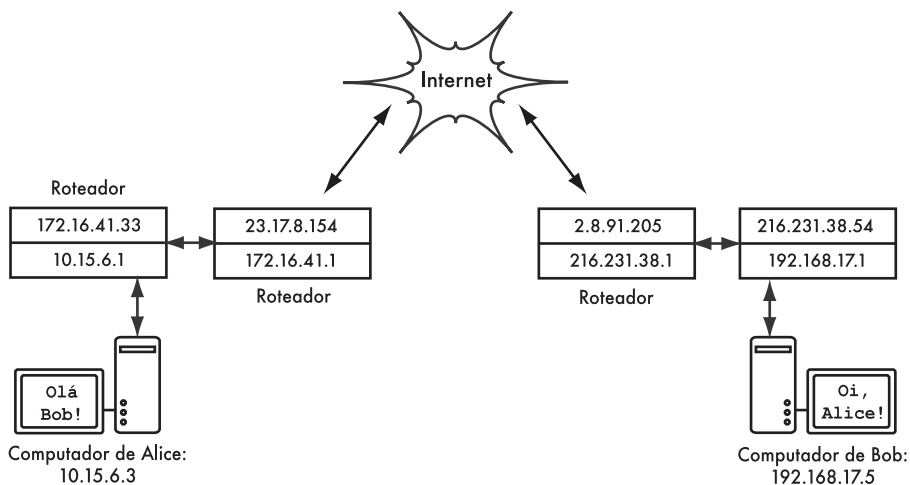 Internet
Roteador
172.16.41.33
10.15.6.1
23.17.8.154
172.16.41.1
Roteador
2.8.91.205
216.231.38.1
Roteador
216.231.38.54
192.168.17.1
Olá
Bob!
Computador de Alice:
10.15.6.3
Oi,
Alice!
Computador de Bob:
192.168.17.5